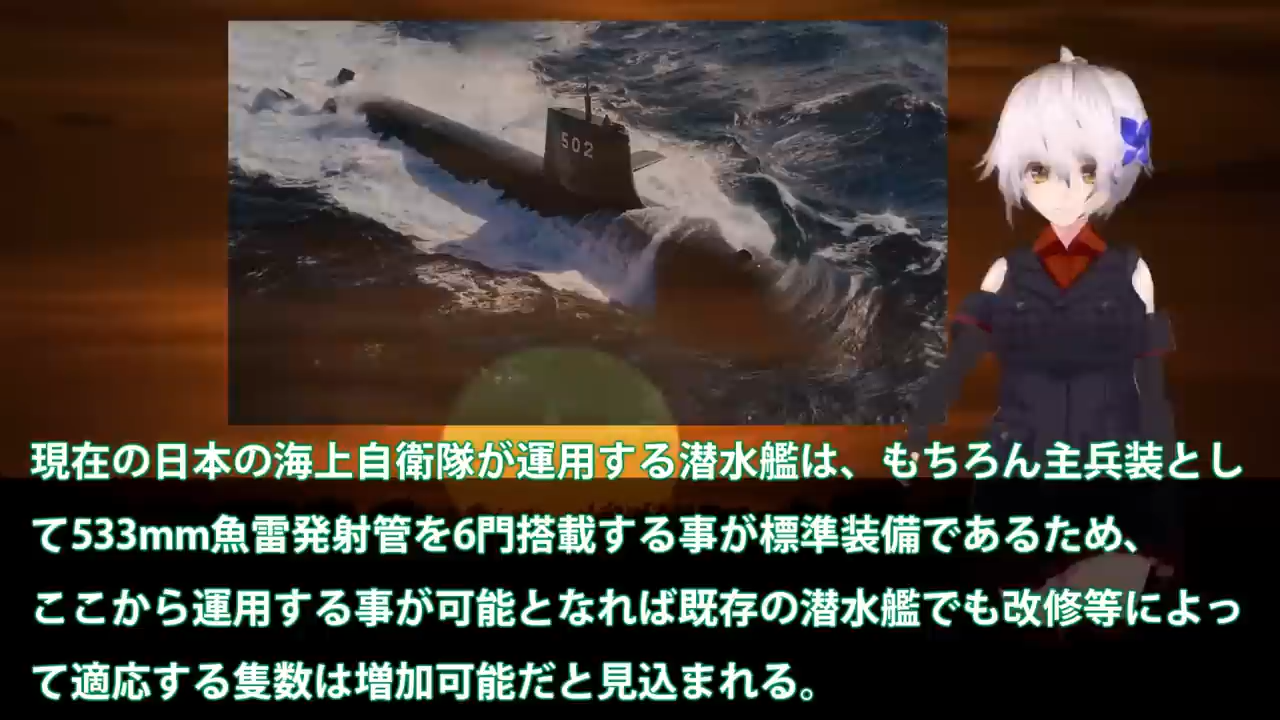 502
現在の日本の海上自衛隊が運用する潜水艦は、もちろん主兵装とし
て533mm魚雷発射管を6門搭載する事が標準装備であるため、
ここから運用する事が可能となれば既存の潜水艦でも改修等によっ
て適応する隻数は増加可能だと見込まれる。